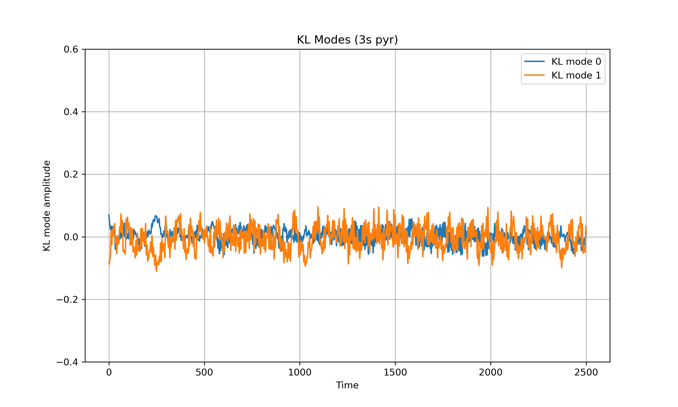 KL Modes (3s pyr)
KL mode 0
KL mode 1
KL mode amplitude
0.6
0.4
0.2
0.0
−0.2
−0.4
0
500
1000
1500
2000
2500
Time